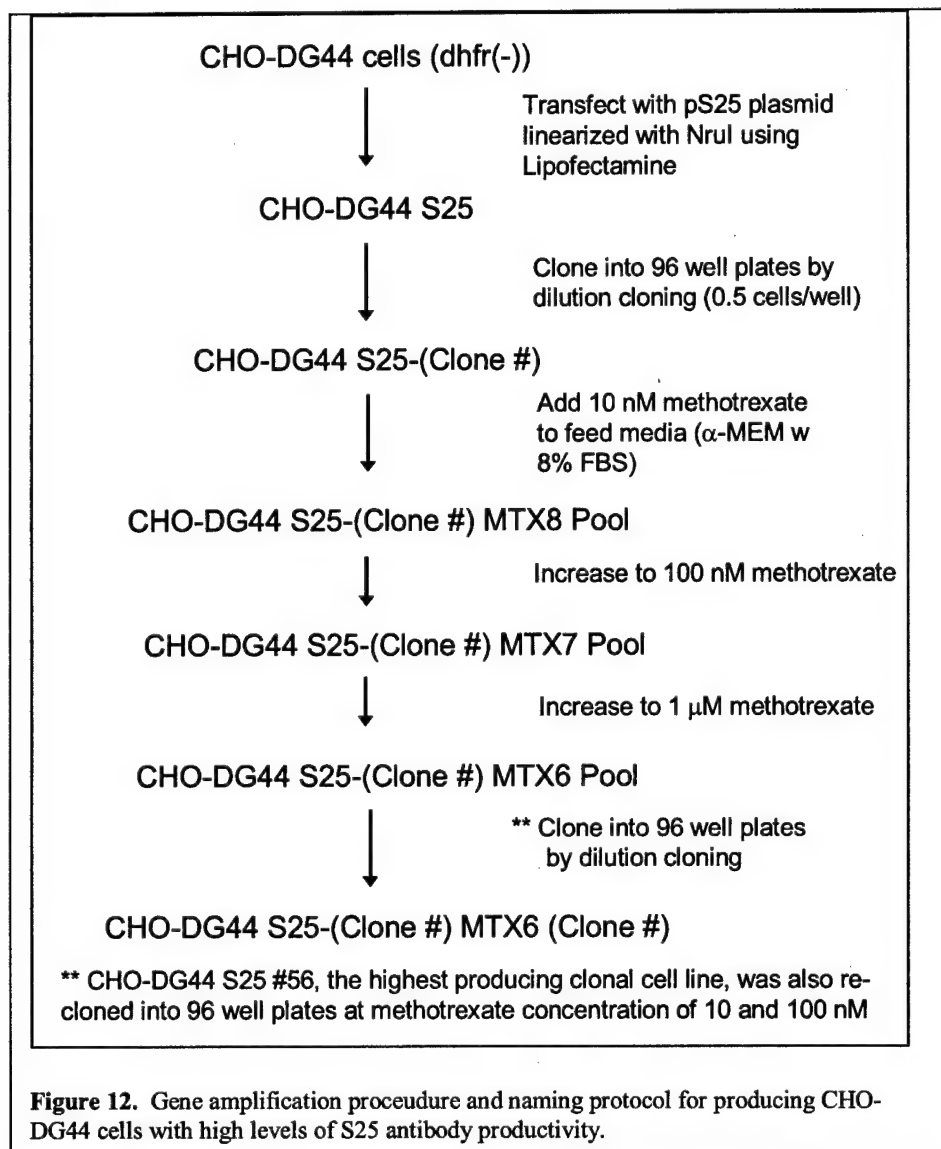 CHO-DG44 cells (dhfr(-))
Transfect with pS25 plasmid
linearized with NruI using
Lipofectamine
CHO-DG44 S25
Clone into 96 well plates by
dilution cloning (0.5 cells/well)
CHO-DG44 S25-(Clone #)
Add 10 nM methotrexate
to feed media (α-MEM w
8% FBS)
CHO-DG44 S25-(Clone #) MTX8 Pool
Increase to 100 nM methotrexate
CHO-DG44 S25-(Clone #) MTX7 Pool
Increase to 1 μM methotrexate
CHO-DG44 S25-(Clone #) MTX6 Pool
** Clone into 96 well plates
by dilution cloning
CHO-DG44 S25-(Clone #) MTX6 (Clone #)
** CHO-DG44 S25 #56, the highest producing clonal cell line, was also re-
cloned into 96 well plates at methotrexate concentration of 10 and 100 nM
Figure 12. Gene amplification proceudure and naming protocol for producing CHO-
DG44 cells with high levels of S25 antibody productivity.